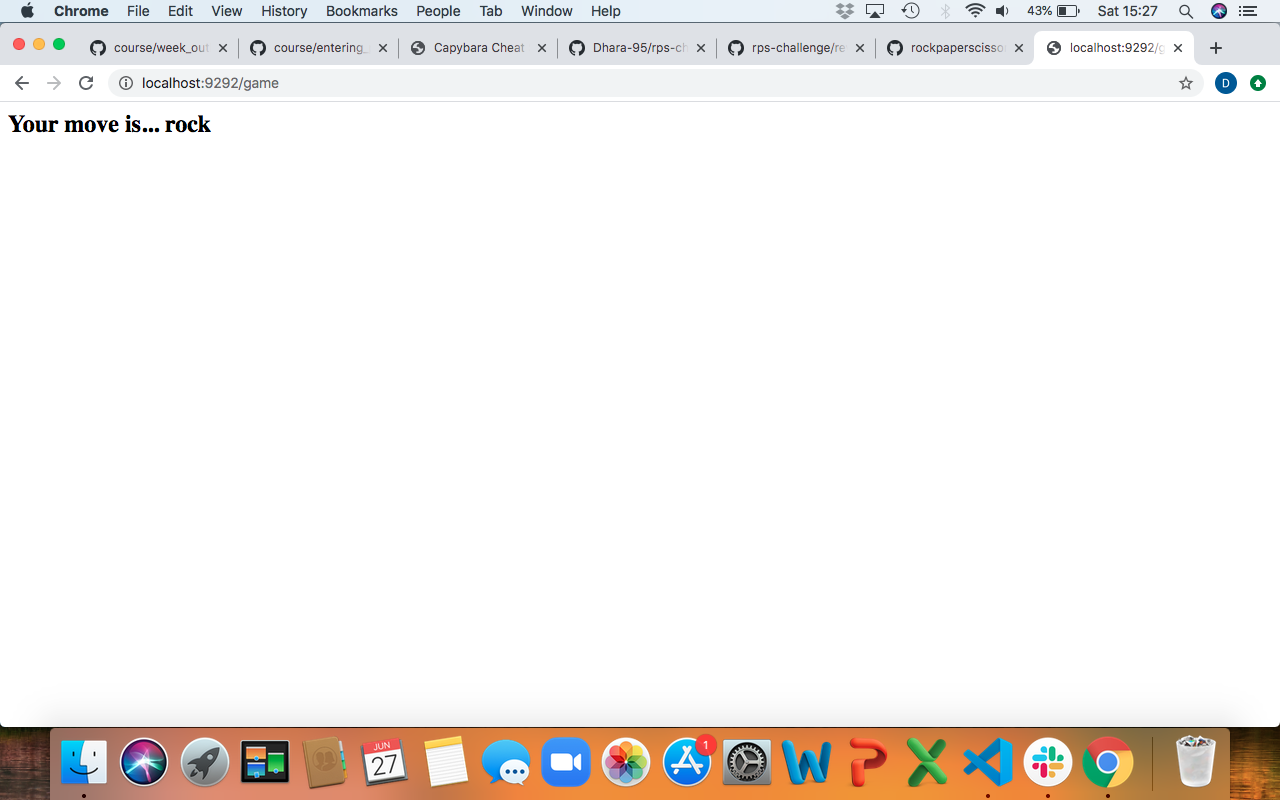 Chrome File Edit View History Bookmarks People Tab Window Help 43% Sat 15:27
course/week_out course/entering_ Capybara Cheat Dhara-95/rps-ch rps-challenge/re rockpaperscisso localhost:9292/g
localhost:9292/game D
Your move is... rock
1
JUN
27